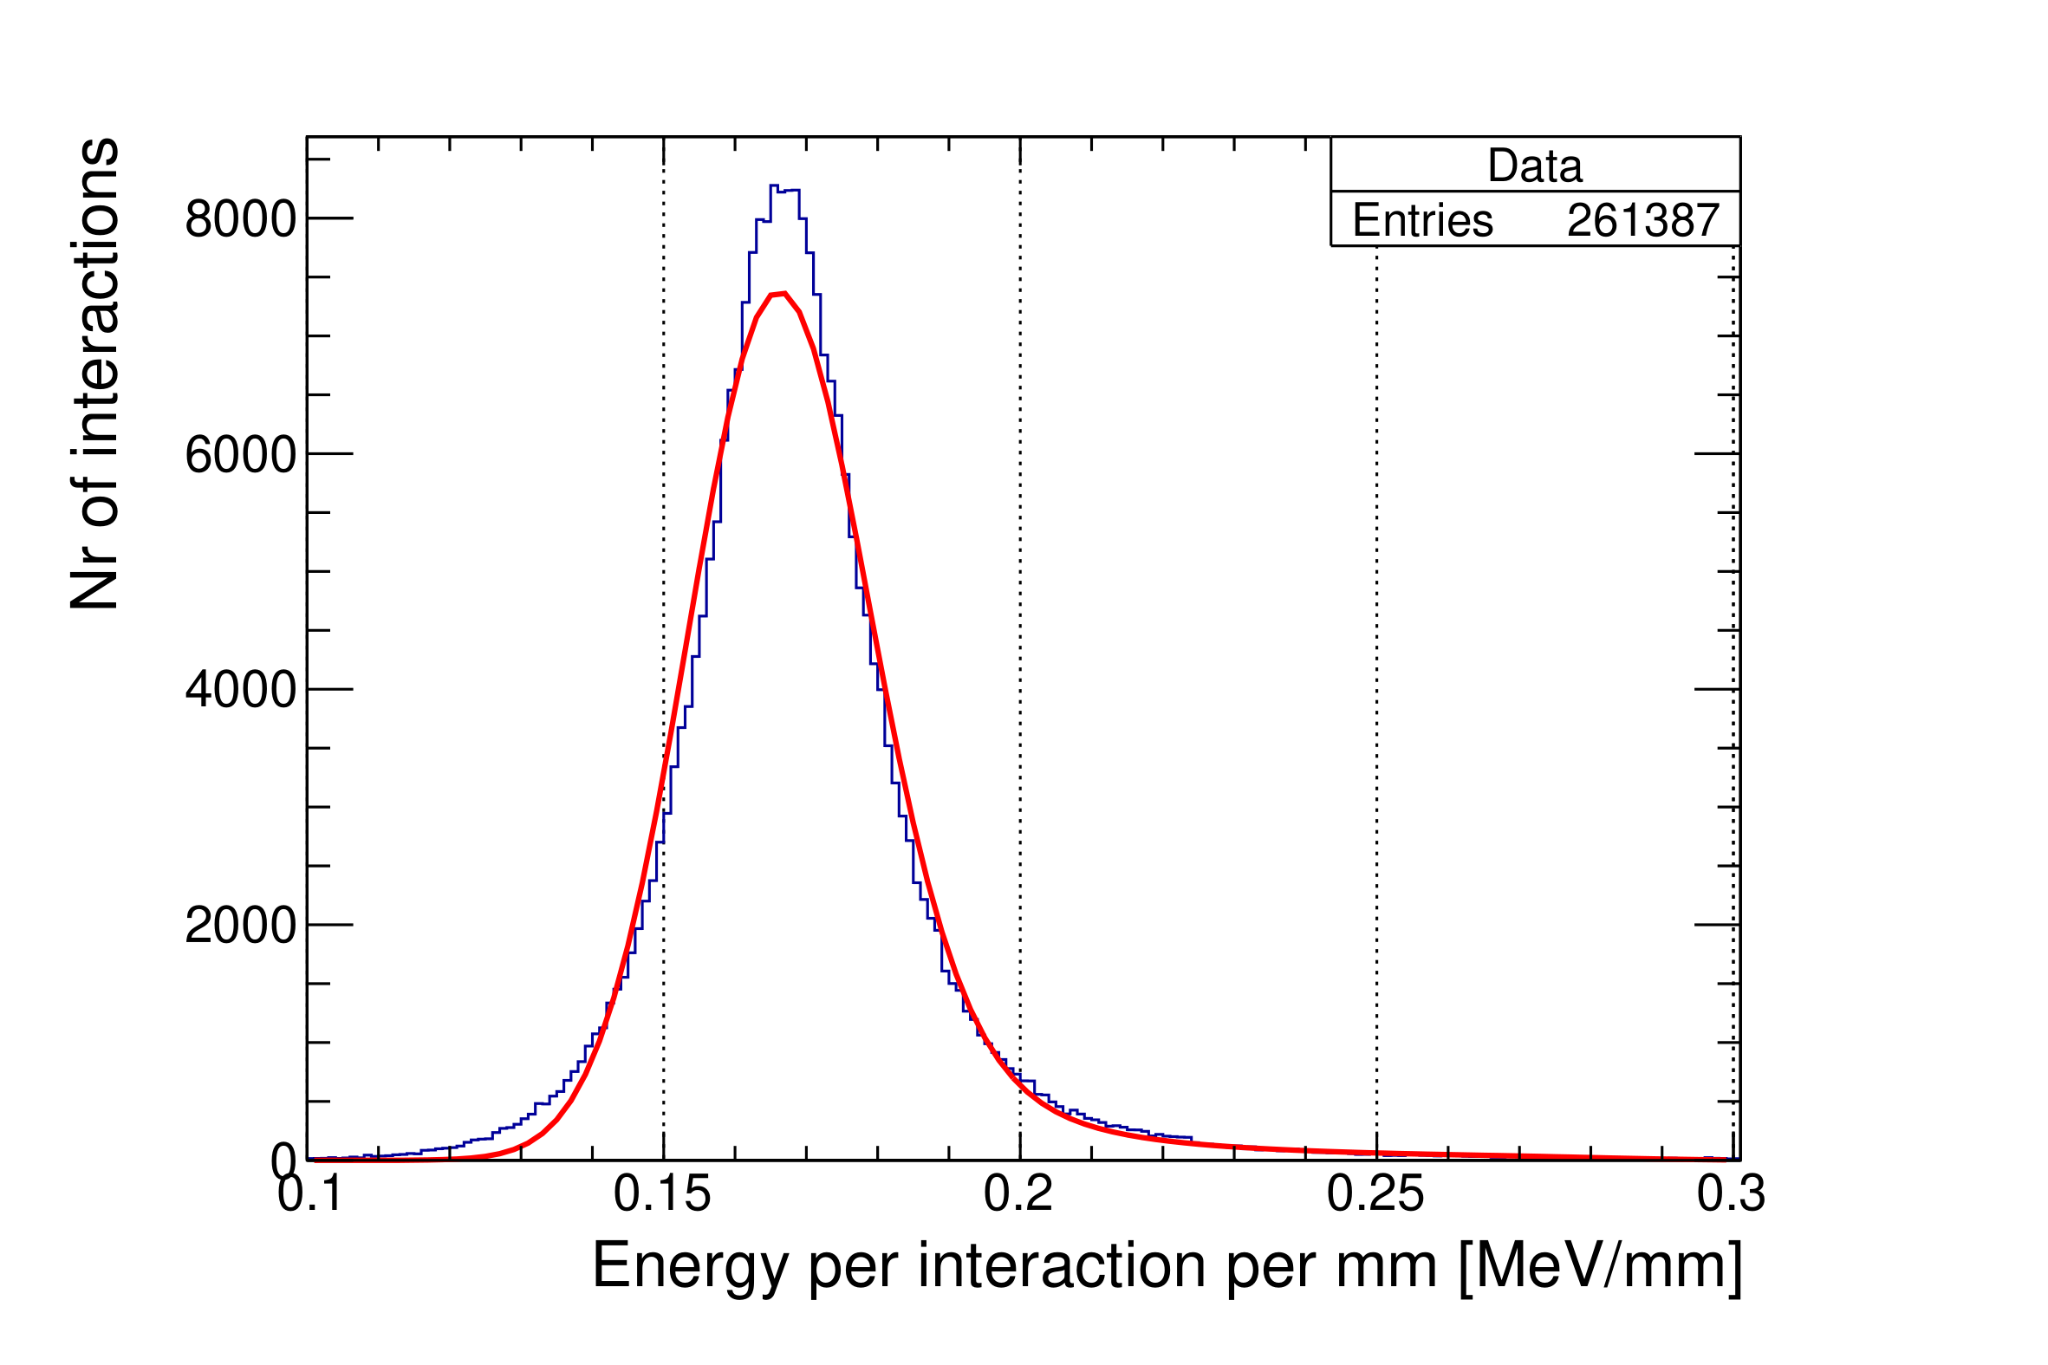 Data
Entries 261387
Nr of interactions
8000
6000
4000
2000
0
0.1 0.15 0.2 0.25 0.3
Energy per interaction per mm [MeV/mm]